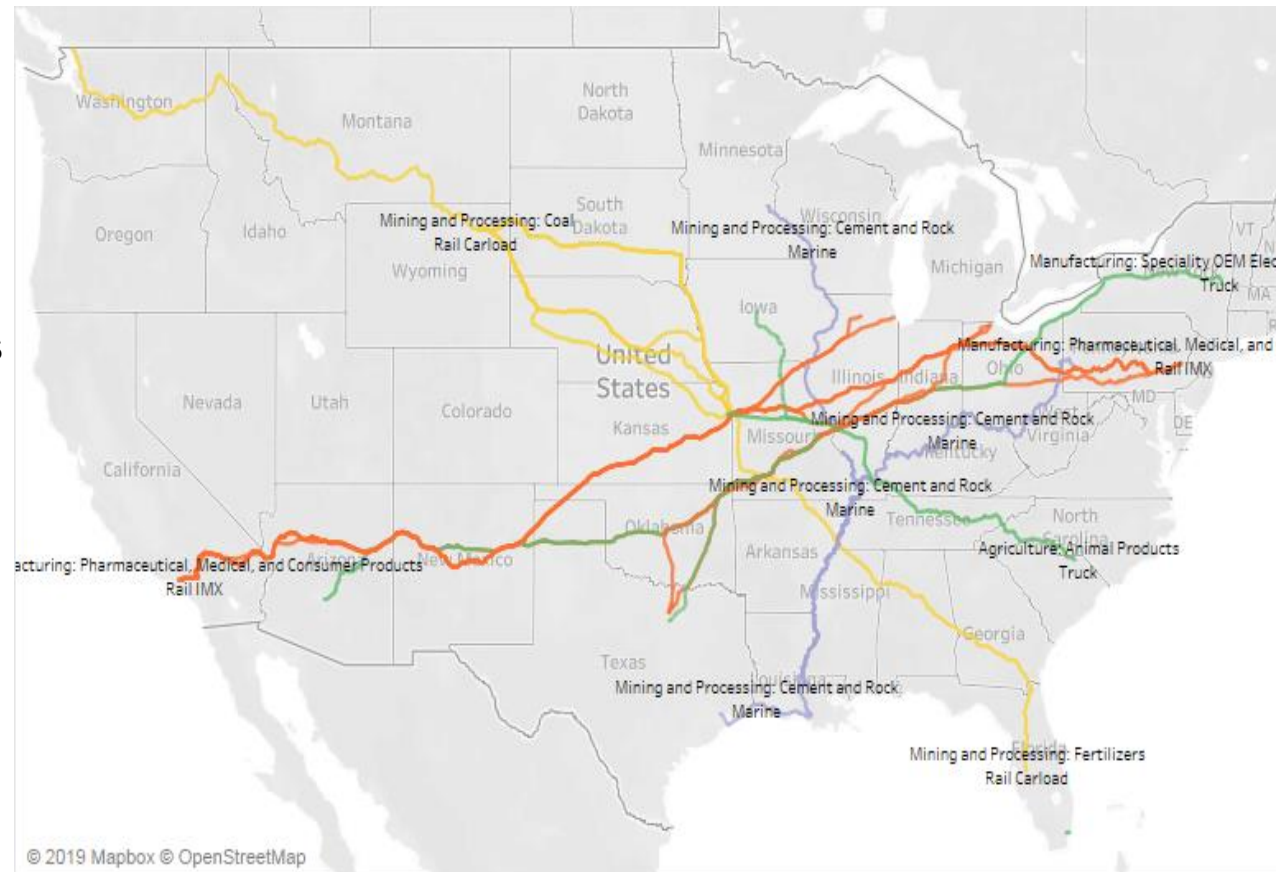 Washington
North
Dakota
Montana
Minnesota
South
Dakota
Mining and Processing: Coal
Rail Carload
Oregon
Idaho
Wyoming
Wisconsin
Mining and Processing: Cement and Rock
Marine
VT
Michigan
Manufacturing: Speciality OEM Elec
Truck
MA
Iowa
United
States
Manufacturing: Pharmaceutical, Medical, and
Rail IMX
Ohio
Illinois
Indiana
Nevada
Utah
Colorado
Kansas
Missouri
MD
DE
West
Virginia
Mining and Processing: Cement and Rock
Marine
Kentucky
California
Mining and Processing: Cement and Rock
Marine
Oklahoma
Tennessee
North
Carolina
Arizona
New Mexico
Arkansas
Agriculture: Animal Products
Truck
acturing: Pharmaceutical, Medical, and Consumer Products
Rail IMX
Mississippi
Georgia
Texas
Louisiana
Mining and Processing: Cement and Rock
Marine
Florida
Mining and Processing: Fertilizers
Rail Carload
© 2019 Mapbox © OpenStreetMap